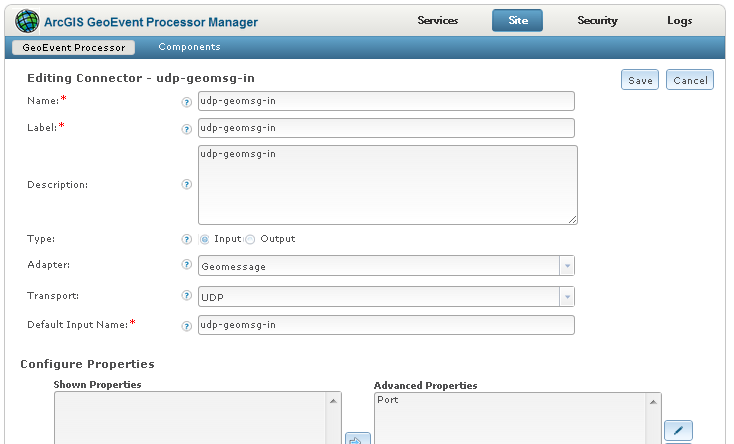 ArcGIS GeoEvent Processor Manager Services Site Security Logs
GeoEvent Processor Components
Editing Connector - udp-geomsg-in Save Cancel
Name:* ? udp-geomsg-in
Label:* ? udp-geomsg-in
udp-geomsg-in
Description: ?
Type: ? Input Output
Adapter: ? Geomessage
Transport: ? UDP
Default Input Name:* ? udp-geomsg-in
Configure Properties
Shown Properties Advanced Properties
Port